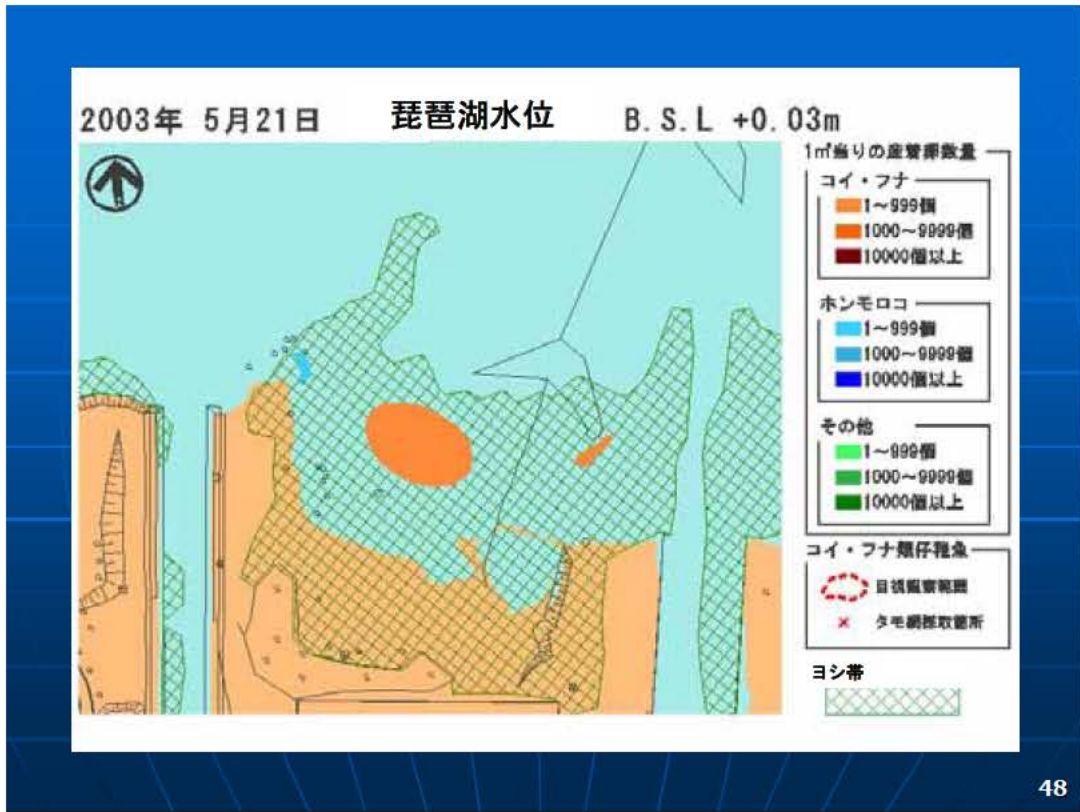 2003年 5月21日 琵琶湖水位 B.S.L +0.03m
1㎡当りの産着卵数量
コイ・フナ
1～999個
1000～9999個
10000個以上
ホンモロコ
1～999個
1000～9999個
10000個以上
その他
1～999個
1000～9999個
10000個以上
コイ・フナ類仔稚魚
目視観察範囲
タモ網採取箇所
ヨシ帯
48